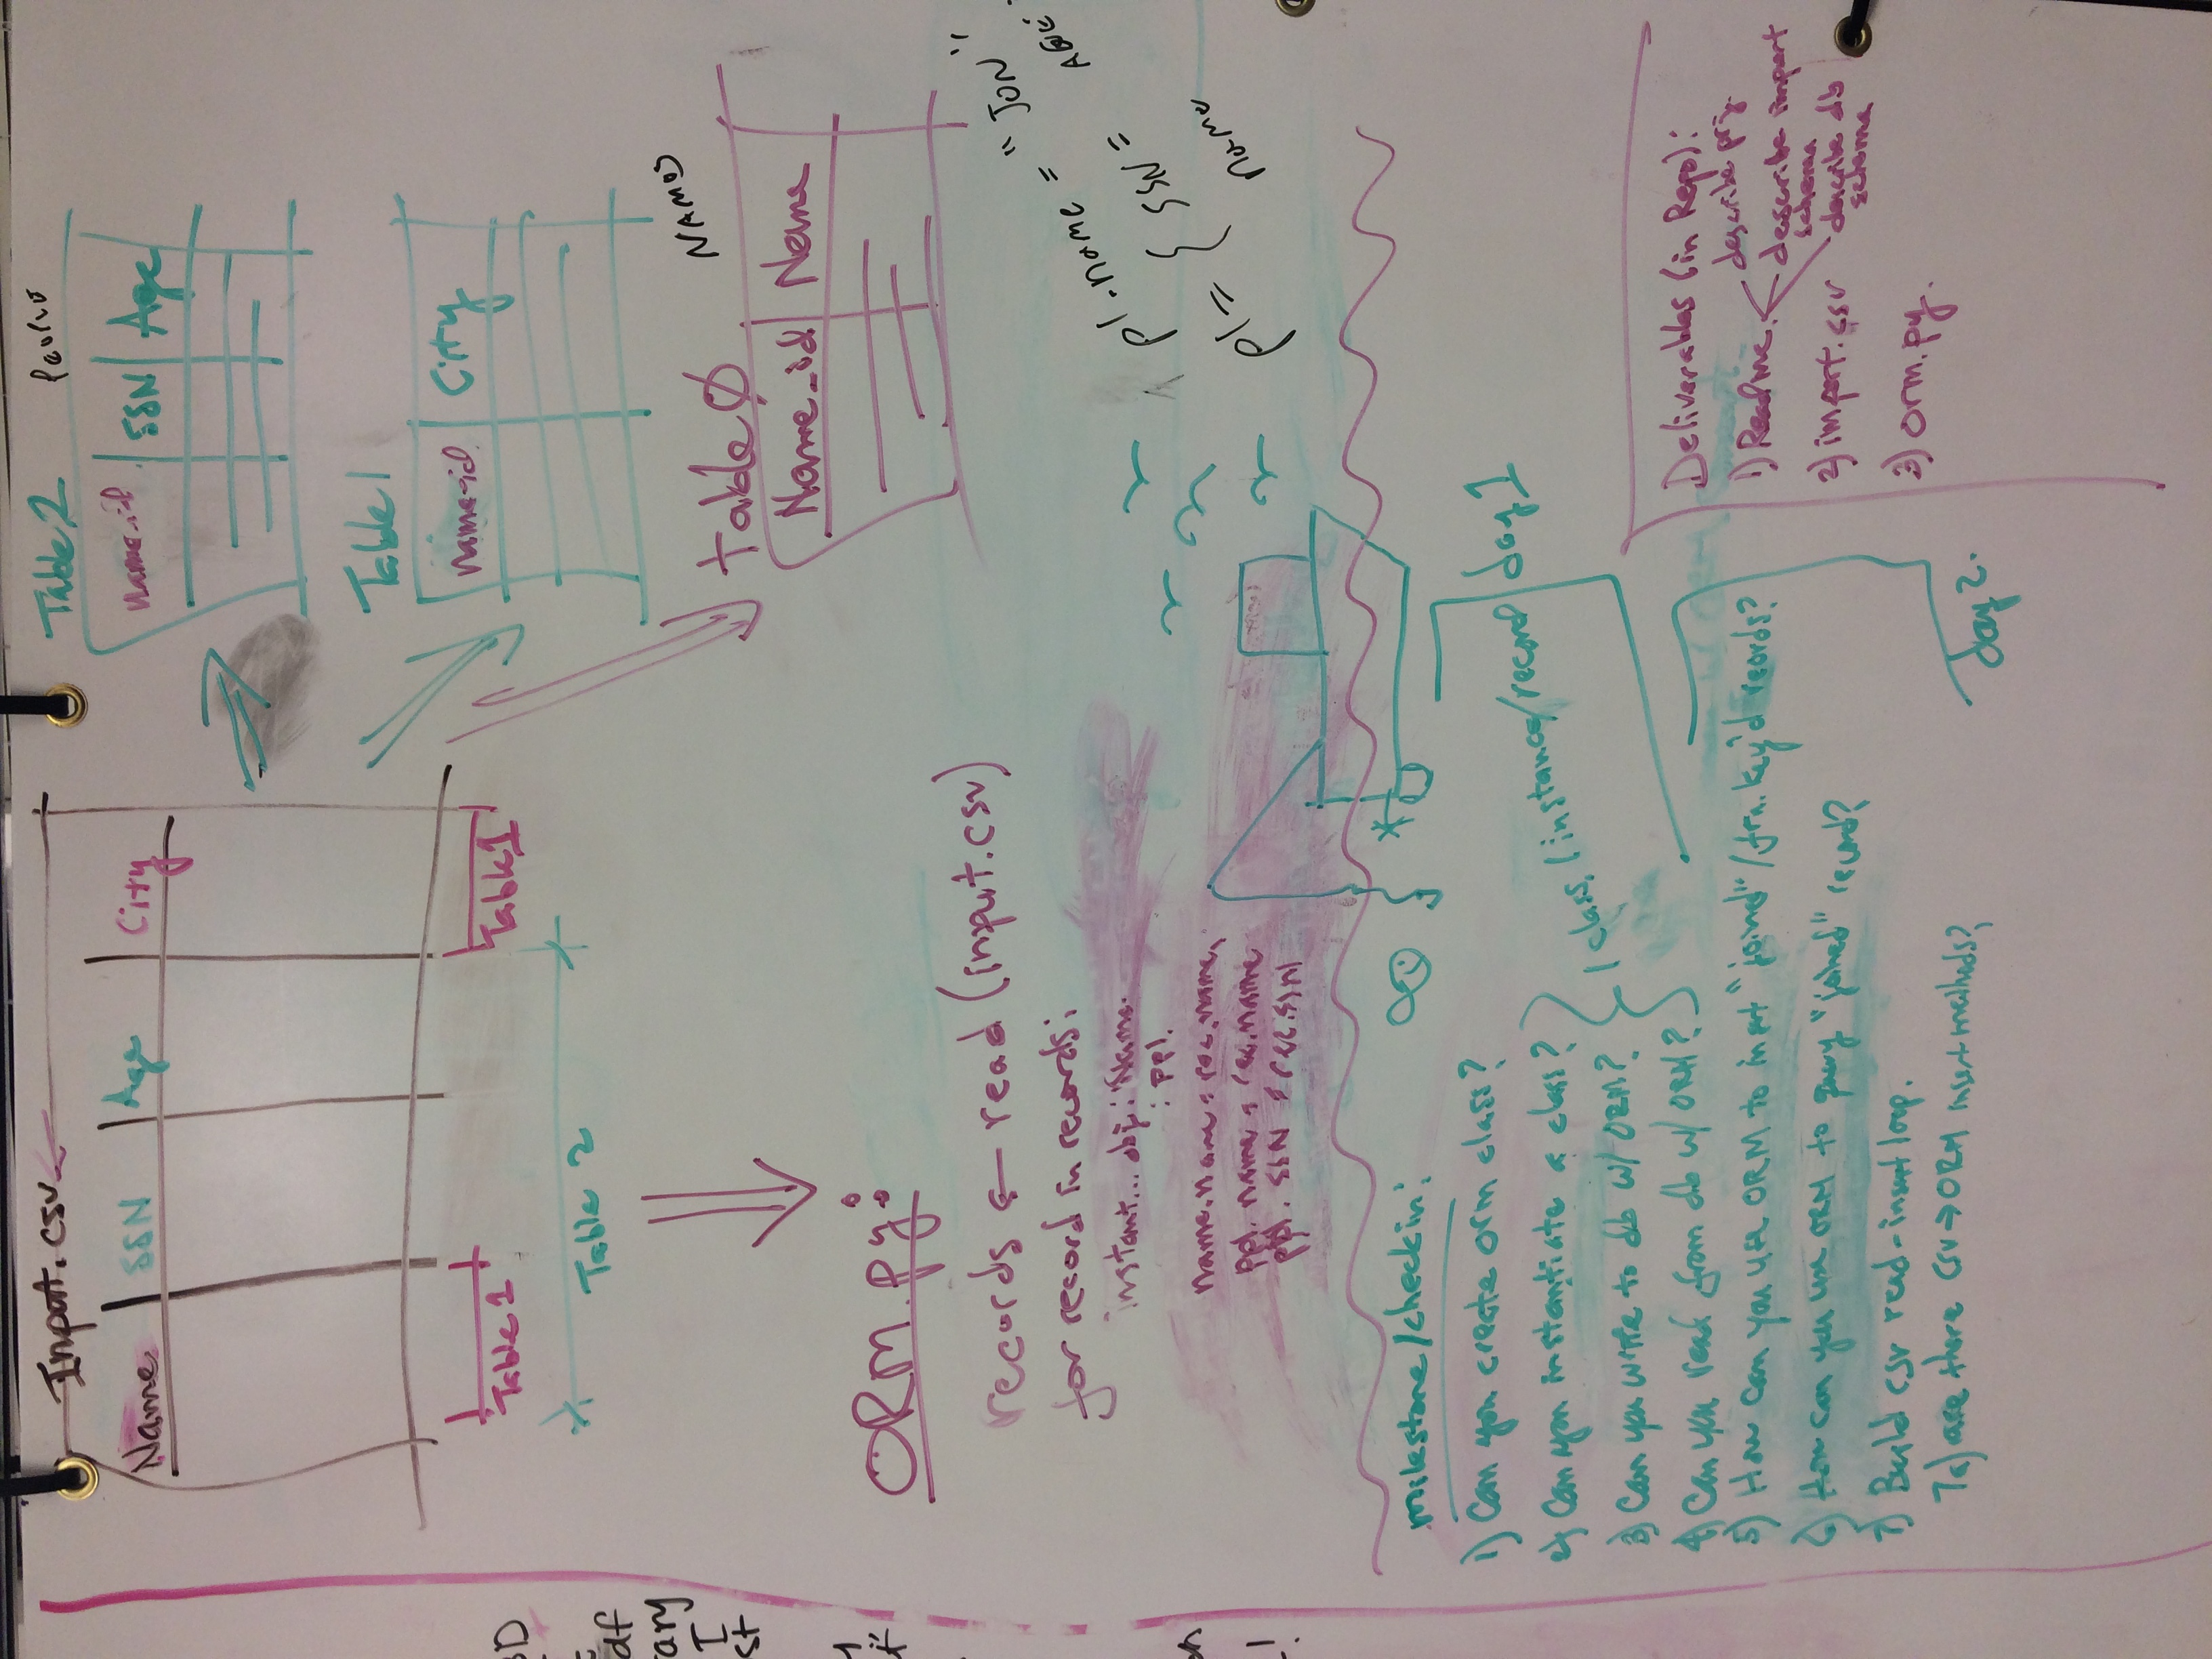 Input.csv
Name SSN Age City
Table 1 Table 1
Table 2
Table 2
name_id SSN Age
Table 1
name-id City
Table Ø NAMES
Name_id Name
ORM.py:
records ← read (input.csv)
for record in records:
instant... obj: Name.
: ppl.
name.name = rec.name,
ppl. name = rec.name
ppl. SSN = rec.ssn
p1.name = "JON"
p1 = { SSN = AGE
name
milestone/checkin:
1) Can you create orm class?
2) Can you instantiate a class?
3) Can you write to db w/ ORM?
4) Can you read from db w/ ORM?
1 class, 1 instance/record
day 1
5) How can you use ORM to insert "joined"/frn. key'd records?
6) How can you use ORM to query "joined" record?
7) Build csv read-insert loop.
7a) are there CSV → ORM insert methods?
day 2.
Deliverables (in Repo):
1) Readme.
describe prj.
describe import
schema
describe db
schema
2) import.csv
3) orm.py.
3D
df
ary
I
st